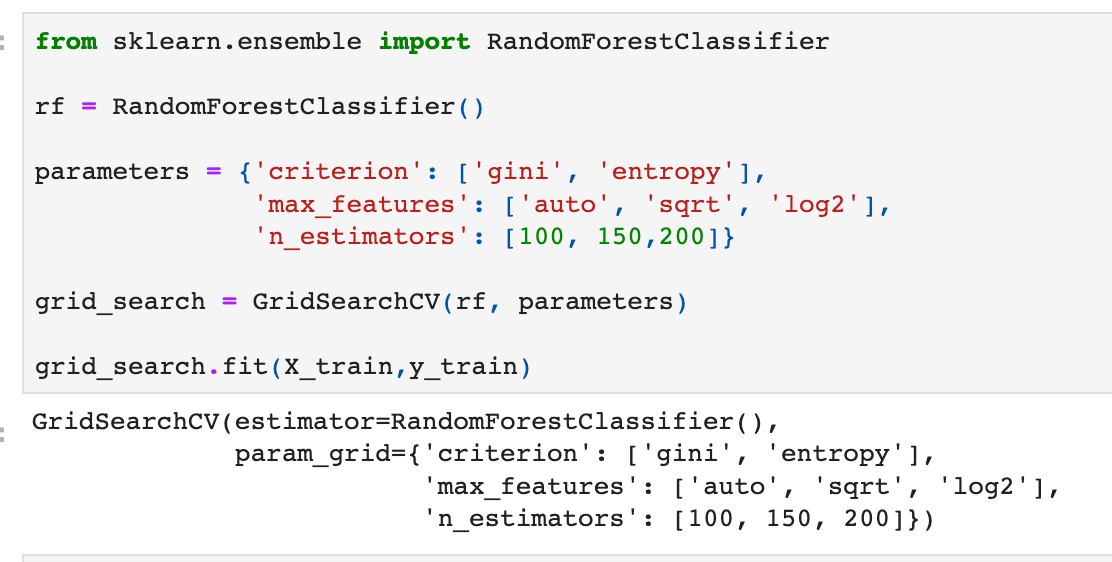 from sklearn.ensemble import RandomForestClassifier
rf = RandomForestClassifier()
parameters = {'criterion': ['gini', 'entropy'],
              'max_features': ['auto', 'sqrt', 'log2'],
              'n_estimators': [100, 150,200]}
grid_search = GridSearchCV(rf, parameters)
grid_search.fit(X_train,y_train)
GridSearchCV(estimator=RandomForestClassifier(),
             param_grid={'criterion': ['gini', 'entropy'],
                         'max_features': ['auto', 'sqrt', 'log2'],
                         'n_estimators': [100, 150, 200]})